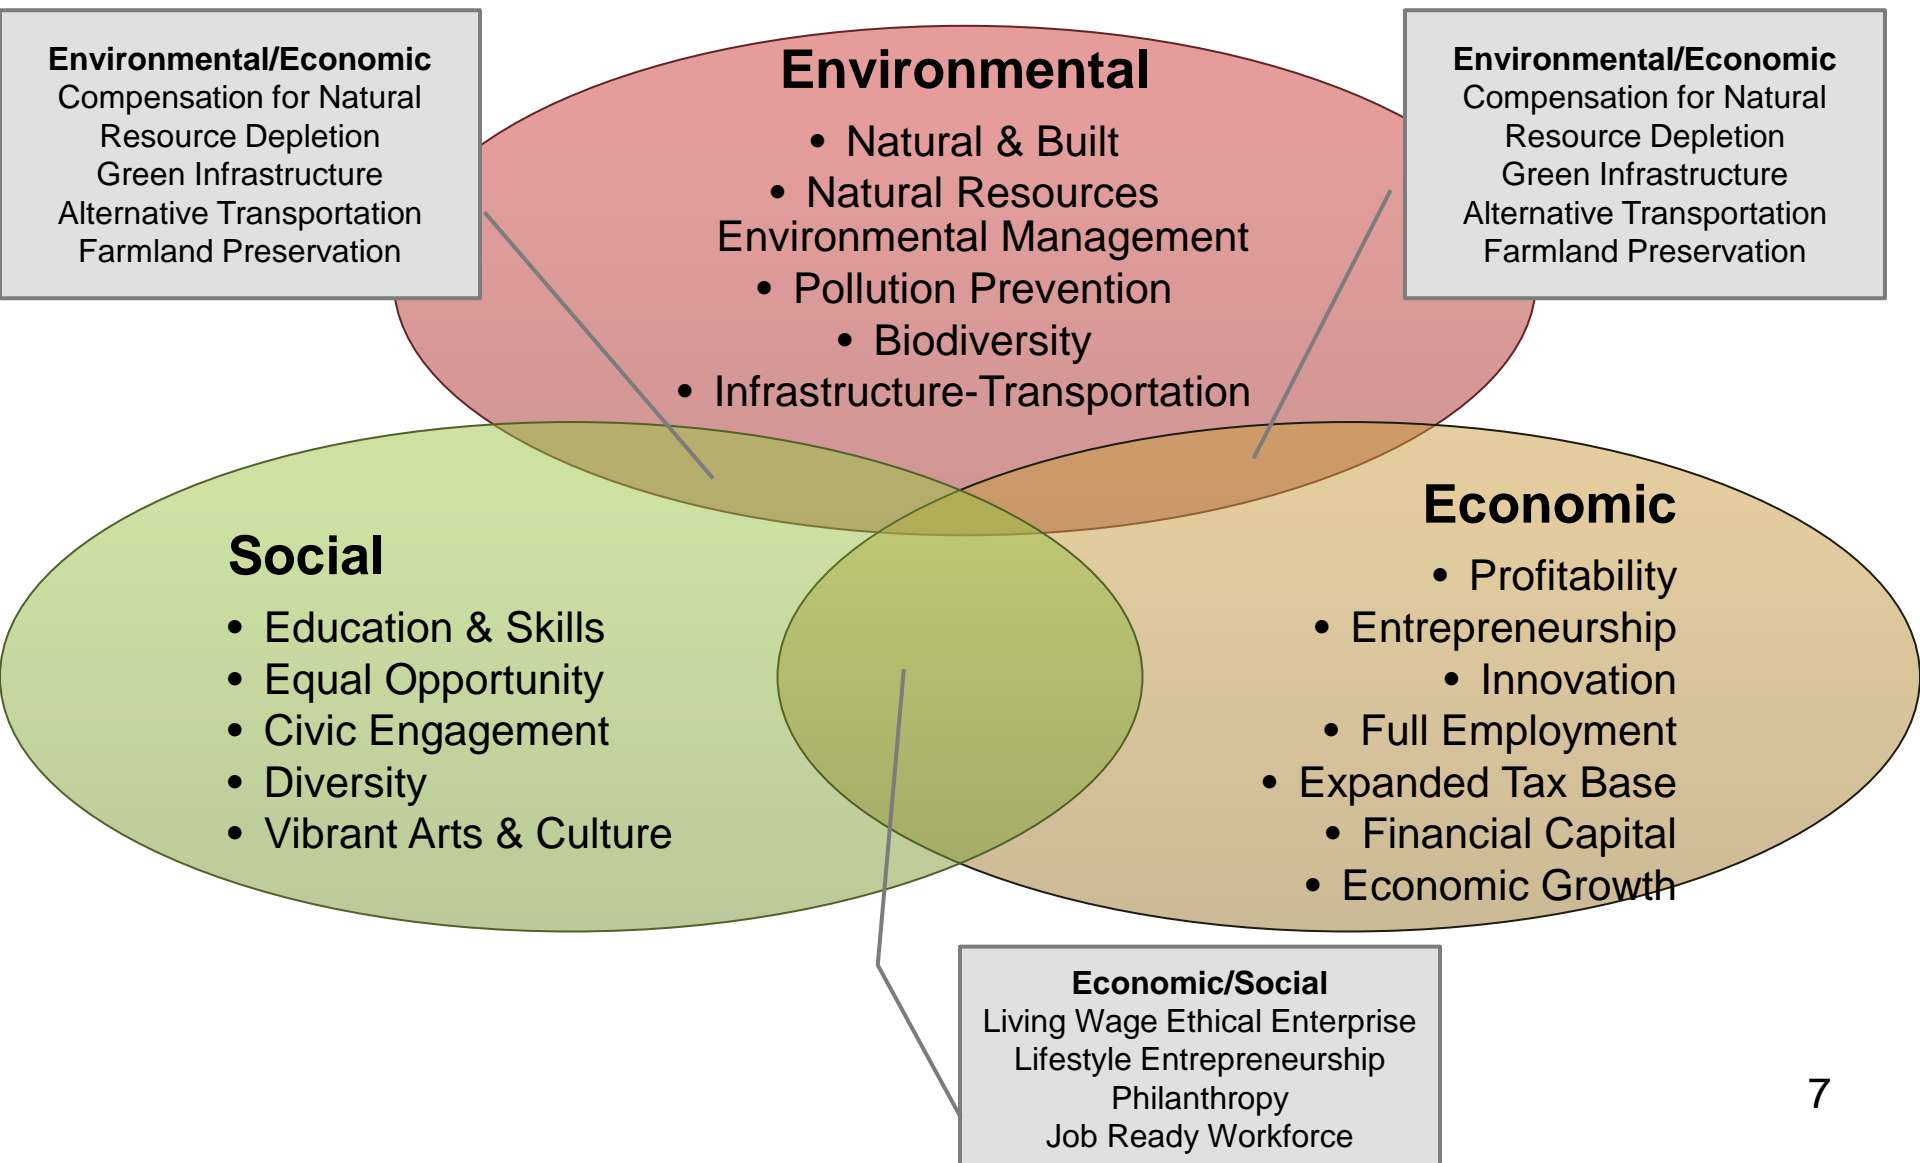 Environmental/Economic
Compensation for Natural
Resource Depletion
Green Infrastructure
Alternative Transportation
Farmland Preservation
Environmental
• Natural & Built
• Natural Resources
Environmental Management
• Pollution Prevention
• Biodiversity
• Infrastructure-Transportation
Environmental/Economic
Compensation for Natural
Resource Depletion
Green Infrastructure
Alternative Transportation
Farmland Preservation
Social
• Education & Skills
• Equal Opportunity
• Civic Engagement
• Diversity
• Vibrant Arts & Culture
Economic
• Profitability
• Entrepreneurship
• Innovation
• Full Employment
• Expanded Tax Base
• Financial Capital
• Economic Growth
Economic/Social
Living Wage Ethical Enterprise
Lifestyle Entrepreneurship
Philanthropy
Job Ready Workforce
7